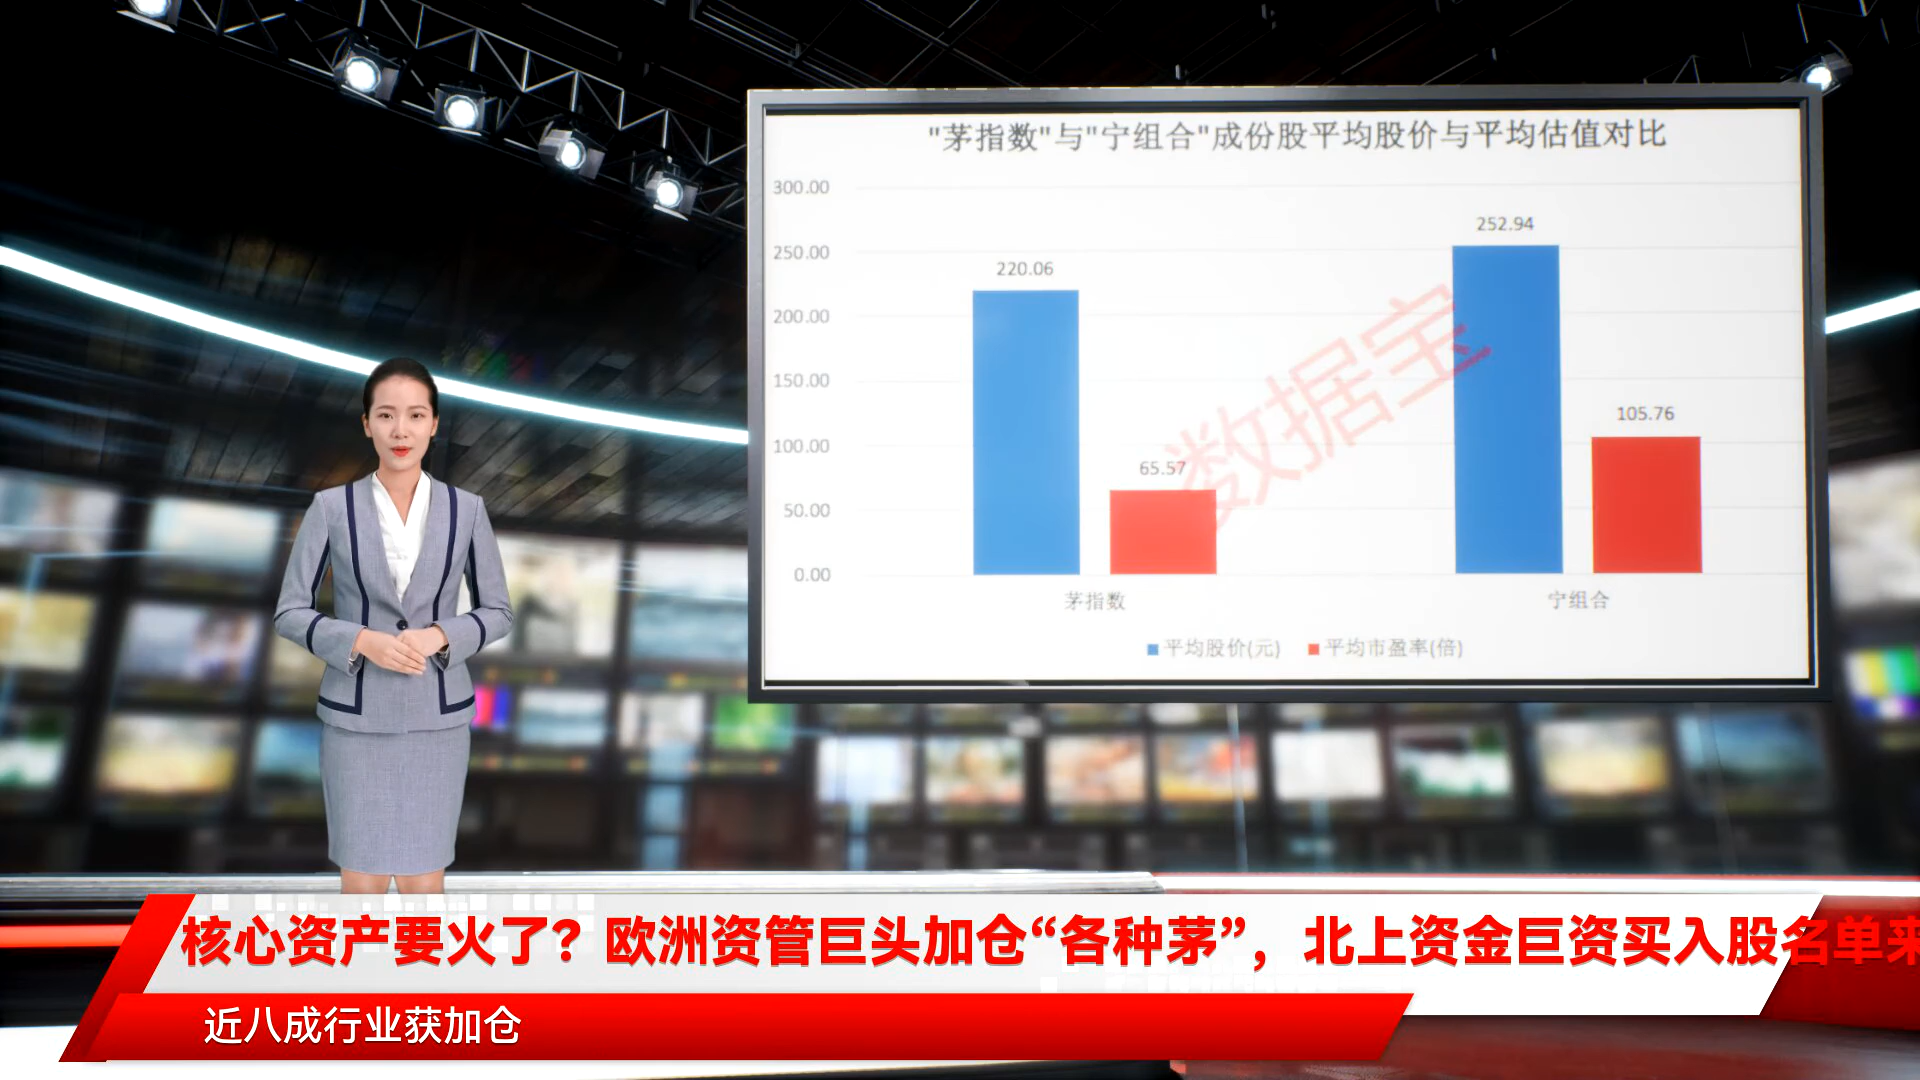 "茅指数"与"宁组合"成份股平均股价与平均估值对比
300.00
250.00
200.00
150.00
100.00
50.00
0.00
220.06
65.57
252.94
105.76
数据宝
茅指数
宁组合
平均股价(元)
平均市盈率(倍)
核心资产要火了？欧洲资管巨头加仓“各种茅”，北上资金巨资买入股名单来
近八成行业获加仓